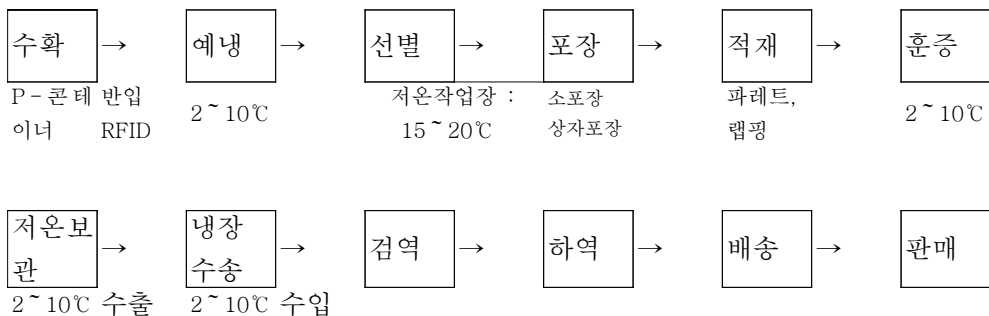 수확 → 예냉 → 선별 → 포장 → 적재 → 훈증
P-콘테 반입 2~10℃ 저온작업장 : 소포장 파레트, 2~10℃
이너 RFID 15~20℃ 상자포장 랩핑
저온보 → 냉장 → 검역 → 하역 → 배송 → 판매
관 수송
2~10℃ 수출 2~10℃ 수입